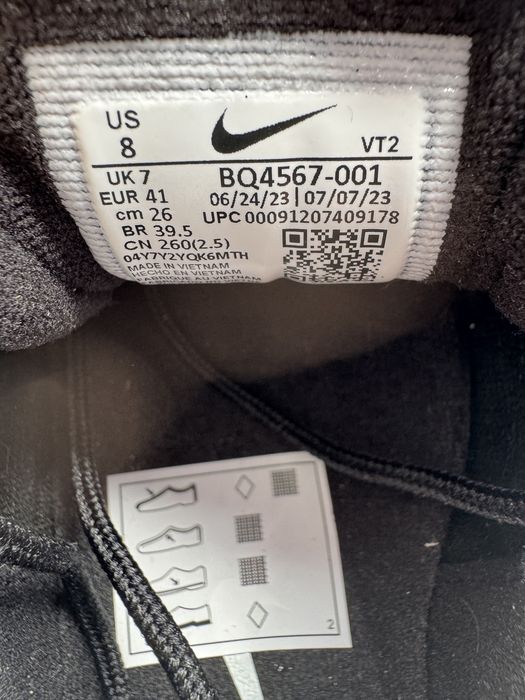 US
8
VT2
UK 7
EUR 41
cm 26
BR 39.5
CN 260(2.5)
04Y7Y2YQK6MTH
MADE IN VIETNAM
HECHO EN VIETNAM
FABRIQUE AU VIETNAM
BQ4567-001
06/24/23 | 07/07/23
UPC 00091207409178
2